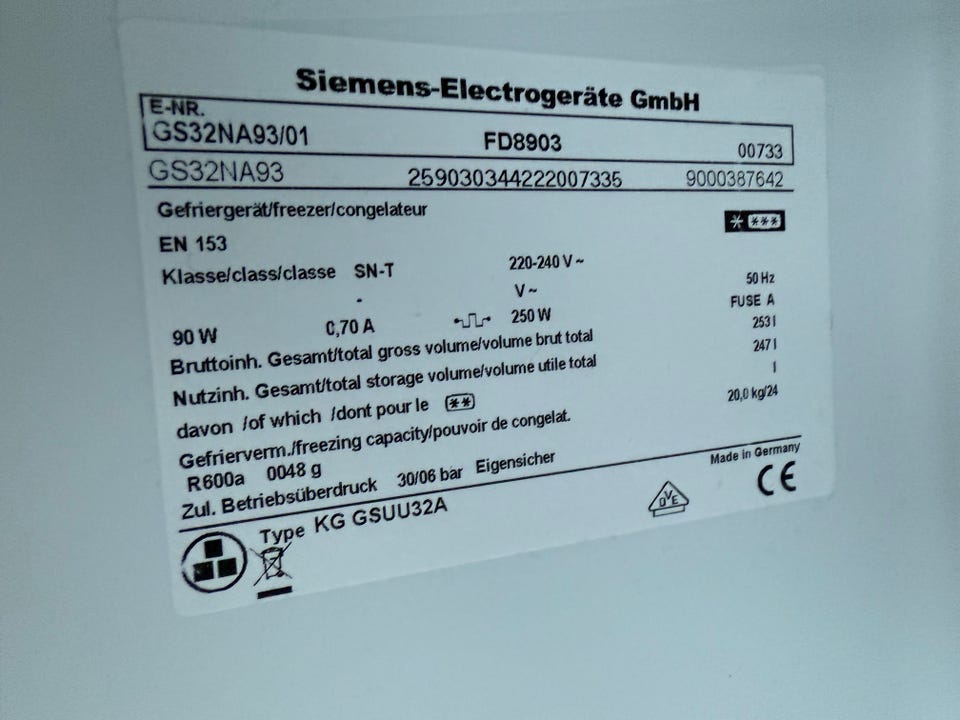 Siemens-Electrogeräte GmbH
E-NR.
GS32NA93/01 FD8903 00733
GS32NA93 259030344222007335 9000387642
Gefriergerät/freezer/congelateur
EN 153
Klasse/class/classe SN-T 220-240 V ~ 50 Hz
- V ~ FUSE A
90 W 0,70 A 250 W
Bruttoinh. Gesamt/total gross volume/volume brut total 253 l
Nutzinh. Gesamt/total storage volume/volume utile total 247 l
davon /of which /dont pour le ** l
Gefrierverm./freezing capacity/pouvoir de congelat. 20,0 kg/24
R600a 0048 g
Zul. Betriebsüberdruck 30/06 bar Eigensicher Made in Germany
Type KG GSUU32A DVE CE